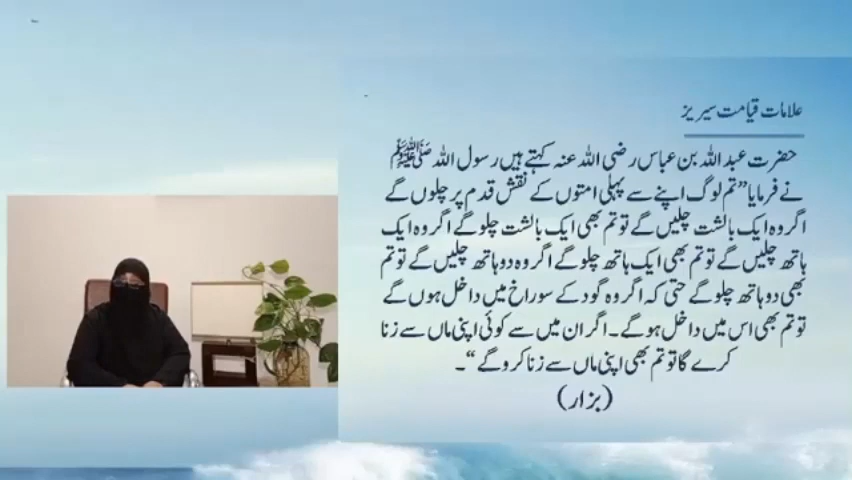 علامات قیامت سیریز
حضرت عبداللہ بن عباس رضی اللہ عنہ کہتے ہیں رسول اللہ ﷺ
نے فرمایا ”تم لوگ اپنے سے پہلی امتوں کے نقش قدم پر چلوں گے
اگر وہ ایک بالشت چلیں گے تو تم بھی ایک بالشت چلو گے اگر وہ ایک
ہاتھ چلیں گے تو تم بھی ایک ہاتھ چلو گے اگر وہ دو ہاتھ چلیں گے تو تم
بھی دو ہاتھ چلو گے حتیٰ کہ اگر وہ گود کے سوراخ میں داخل ہوں گے
تو تم بھی اس میں داخل ہو گے۔ اگر ان میں سے کوئی اپنی ماں سے زنا
کرے گا تو تم بھی اپنی ماں سے زنا کرو گے“۔
(بزار)